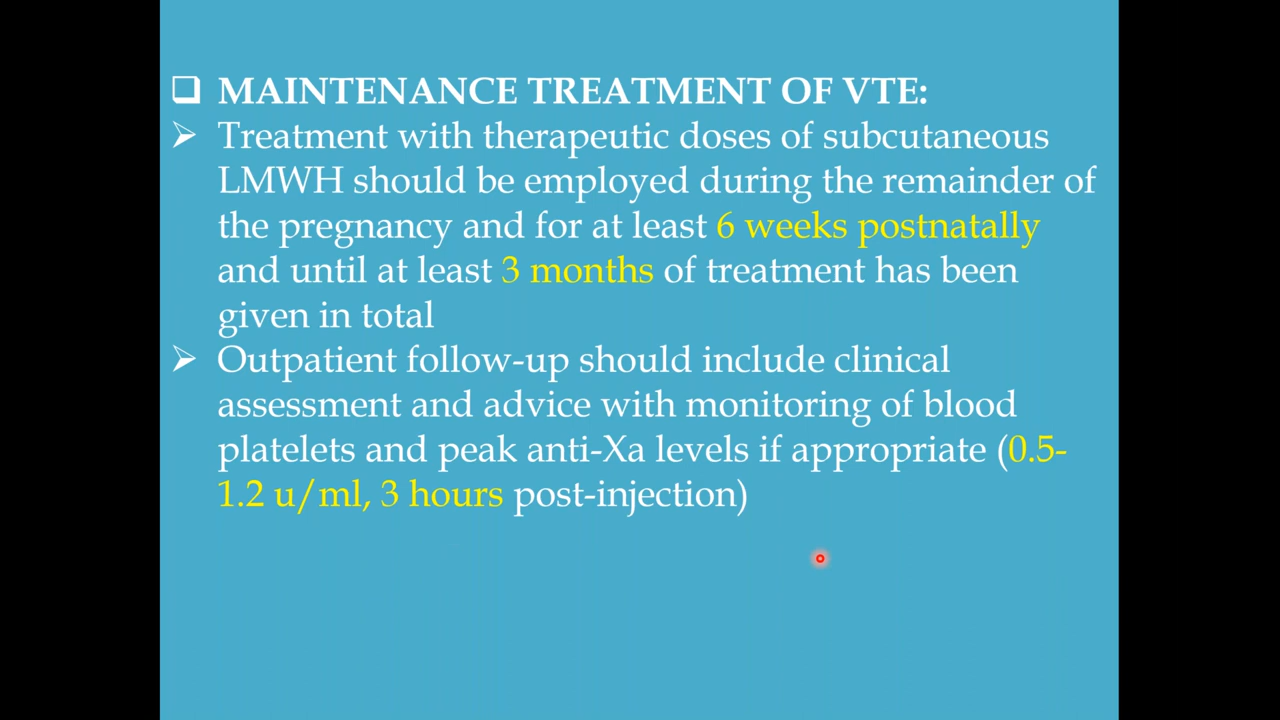 MAINTENANCE TREATMENT OF VTE:
Treatment with therapeutic doses of subcutaneous
LMWH should be employed during the remainder of
the pregnancy and for at least 6 weeks postnatally
and until at least 3 months of treatment has been
given in total
Outpatient follow-up should include clinical
assessment and advice with monitoring of blood
platelets and peak anti-Xa levels if appropriate (0.5-
1.2 u/ml, 3 hours post-injection)